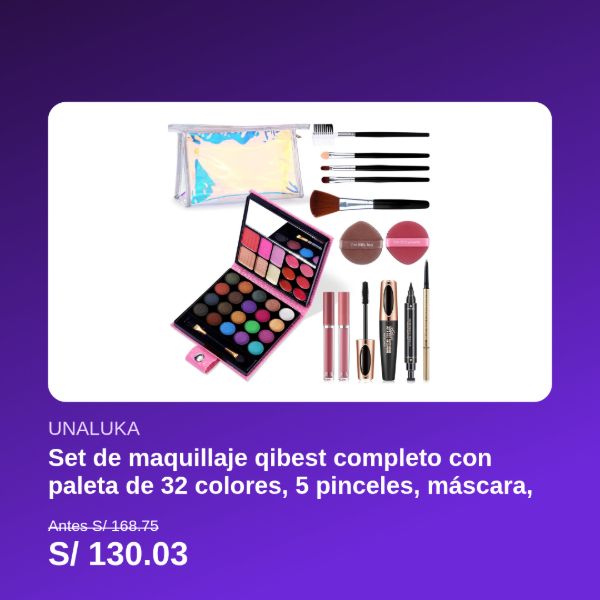 UNALUKA
Set de maquillaje qibest completo con
paleta de 32 colores, 5 pinceles, máscara,
Antes S/ 168.75
S/ 130.03